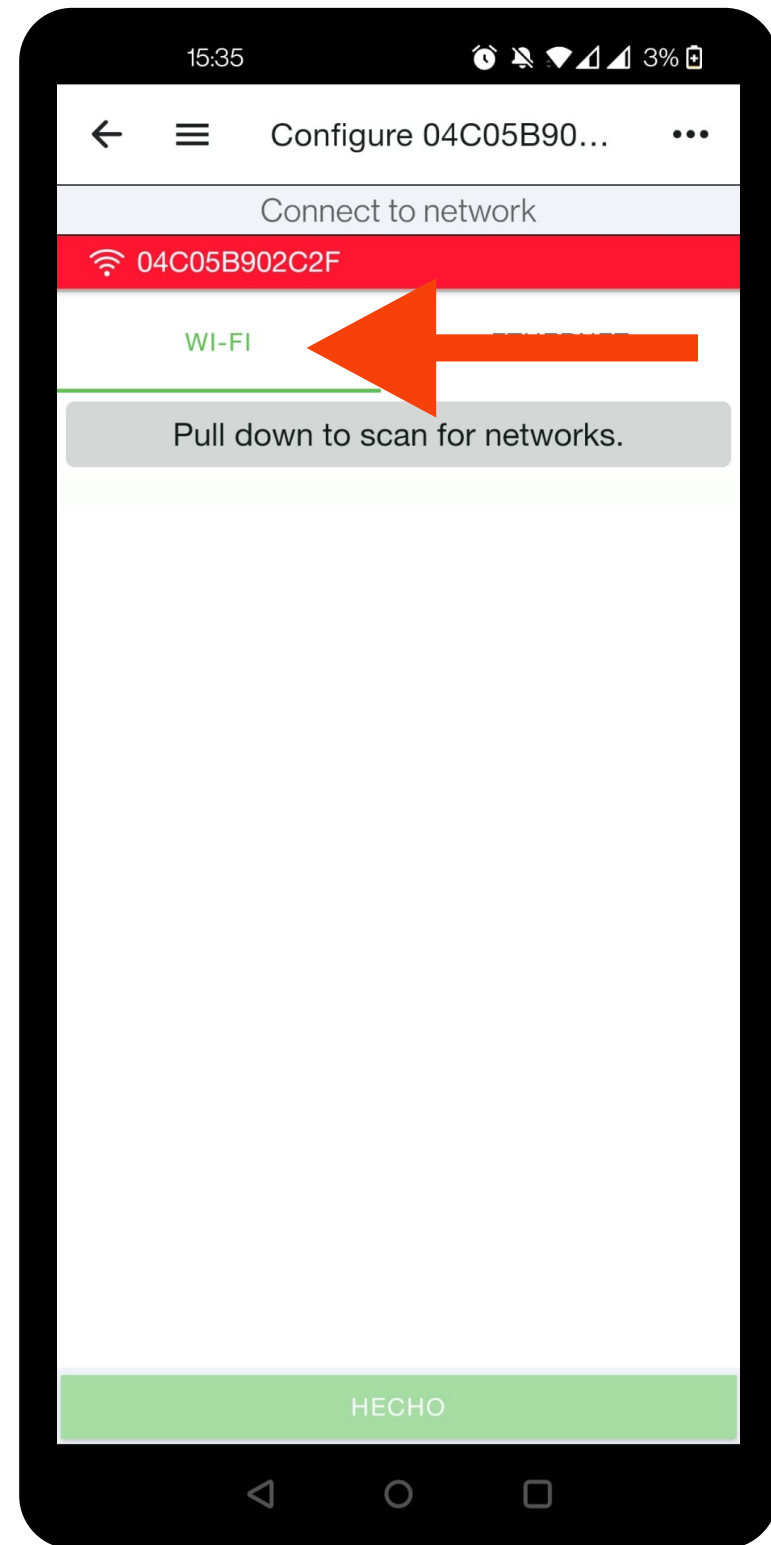 15:35 3%
Configure 04C05B90...
Connect to network
04C05B902C2F
WI-FI
Pull down to scan for networks.
HECHO